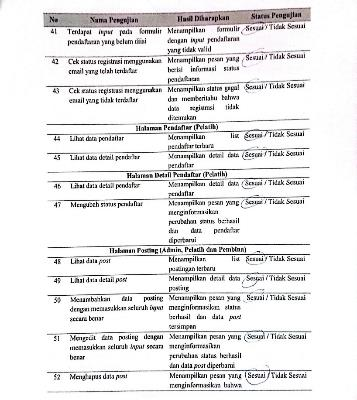 No Nama Pengujian Hasil Diharapkan Status Pengujian
41 Terdapat input pada formulir Menampilkan formulir Sesuai / Tidak Sesuai
pendaftaran yang belum diisi dengan input pendaftaran
yang tidak valid
42 Cek status registrasi menggunakan Menampilkan pesan yang Sesuai / Tidak Sesuai
email yang telah terdaftar berisi informasi status
pendaftaran
43 Cek status registrasi menggunakan Menampilkan status gagal Sesuai / Tidak Sesuai
email yang tidak terdaftar dan memberitahu bahwa
data registrasi tidak
ditemukan
Halaman Pendaftar (Pelatih)
44 Lihat data pendaftar Menampilkan list Sesuai / Tidak Sesuai
pendaftar terbaru
45 Lihat data detail pendaftar Menampilkan detail data Sesuai / Tidak Sesuai
pendaftar
Halaman Detail Pendaftar (Pelatih)
46 Lihat data detail pendaftar Menampilkan detail data Sesuai / Tidak Sesuai
pendaftar
47 Mengubah status pendaftar Menampilkan pesan yang Sesuai / Tidak Sesuai
menginformasikan
perubahan status berhasil
dan data pendaftar
diperbarui
Halaman Posting (Admin, Pelatih dan Pembina)
48 Lihat data post Menampilkan list Sesuai / Tidak Sesuai
postingan terbaru
49 Lihat data detail post Menampilkan detail data Sesuai / Tidak Sesuai
posting
50 Menambahkan data posting Menampilkan pesan yang Sesuai / Tidak Sesuai
dengan memasukkan seluruh input menginformasikan status
secara benar berhasil dan data post
tersimpan
51 Mengedit data posting dengan Menampilkan pesan yang Sesuai / Tidak Sesuai
memasukkan seluruh input secara menginformasikan
benar perubahan status berhasil
dan data post diperbarui
52 Menghapus data post Menampilkan pesan yang Sesuai / Tidak Sesuai
menginformasikan bahwa